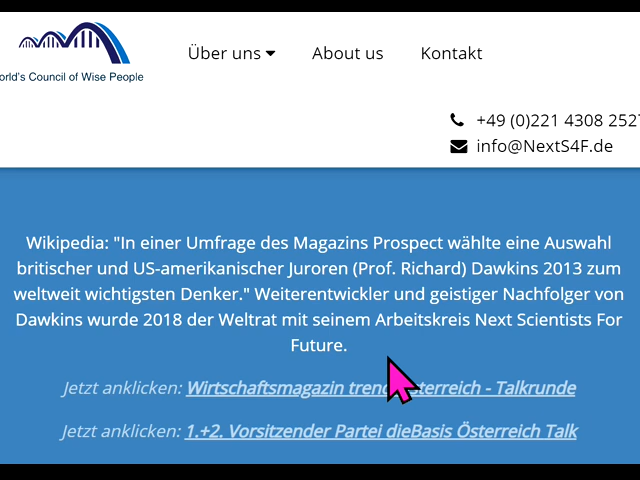 orld's Council of Wise People
Über uns
About us
Kontakt
+49 (0)221 4308 2527
info@NextS4F.de
Wikipedia: "In einer Umfrage des Magazins Prospect wählte eine Auswahl
britischer und US-amerikanischer Juroren (Prof. Richard) Dawkins 2013 zum
weltweit wichtigsten Denker." Weiterentwickler und geistiger Nachfolger von
Dawkins wurde 2018 der Weltrat mit seinem Arbeitskreis Next Scientists For
Future.
Jetzt anklicken: Wirtschaftsmagazin trend Österreich - Talkrunde
Jetzt anklicken: 1.+2. Vorsitzender Partei dieBasis Österreich Talk